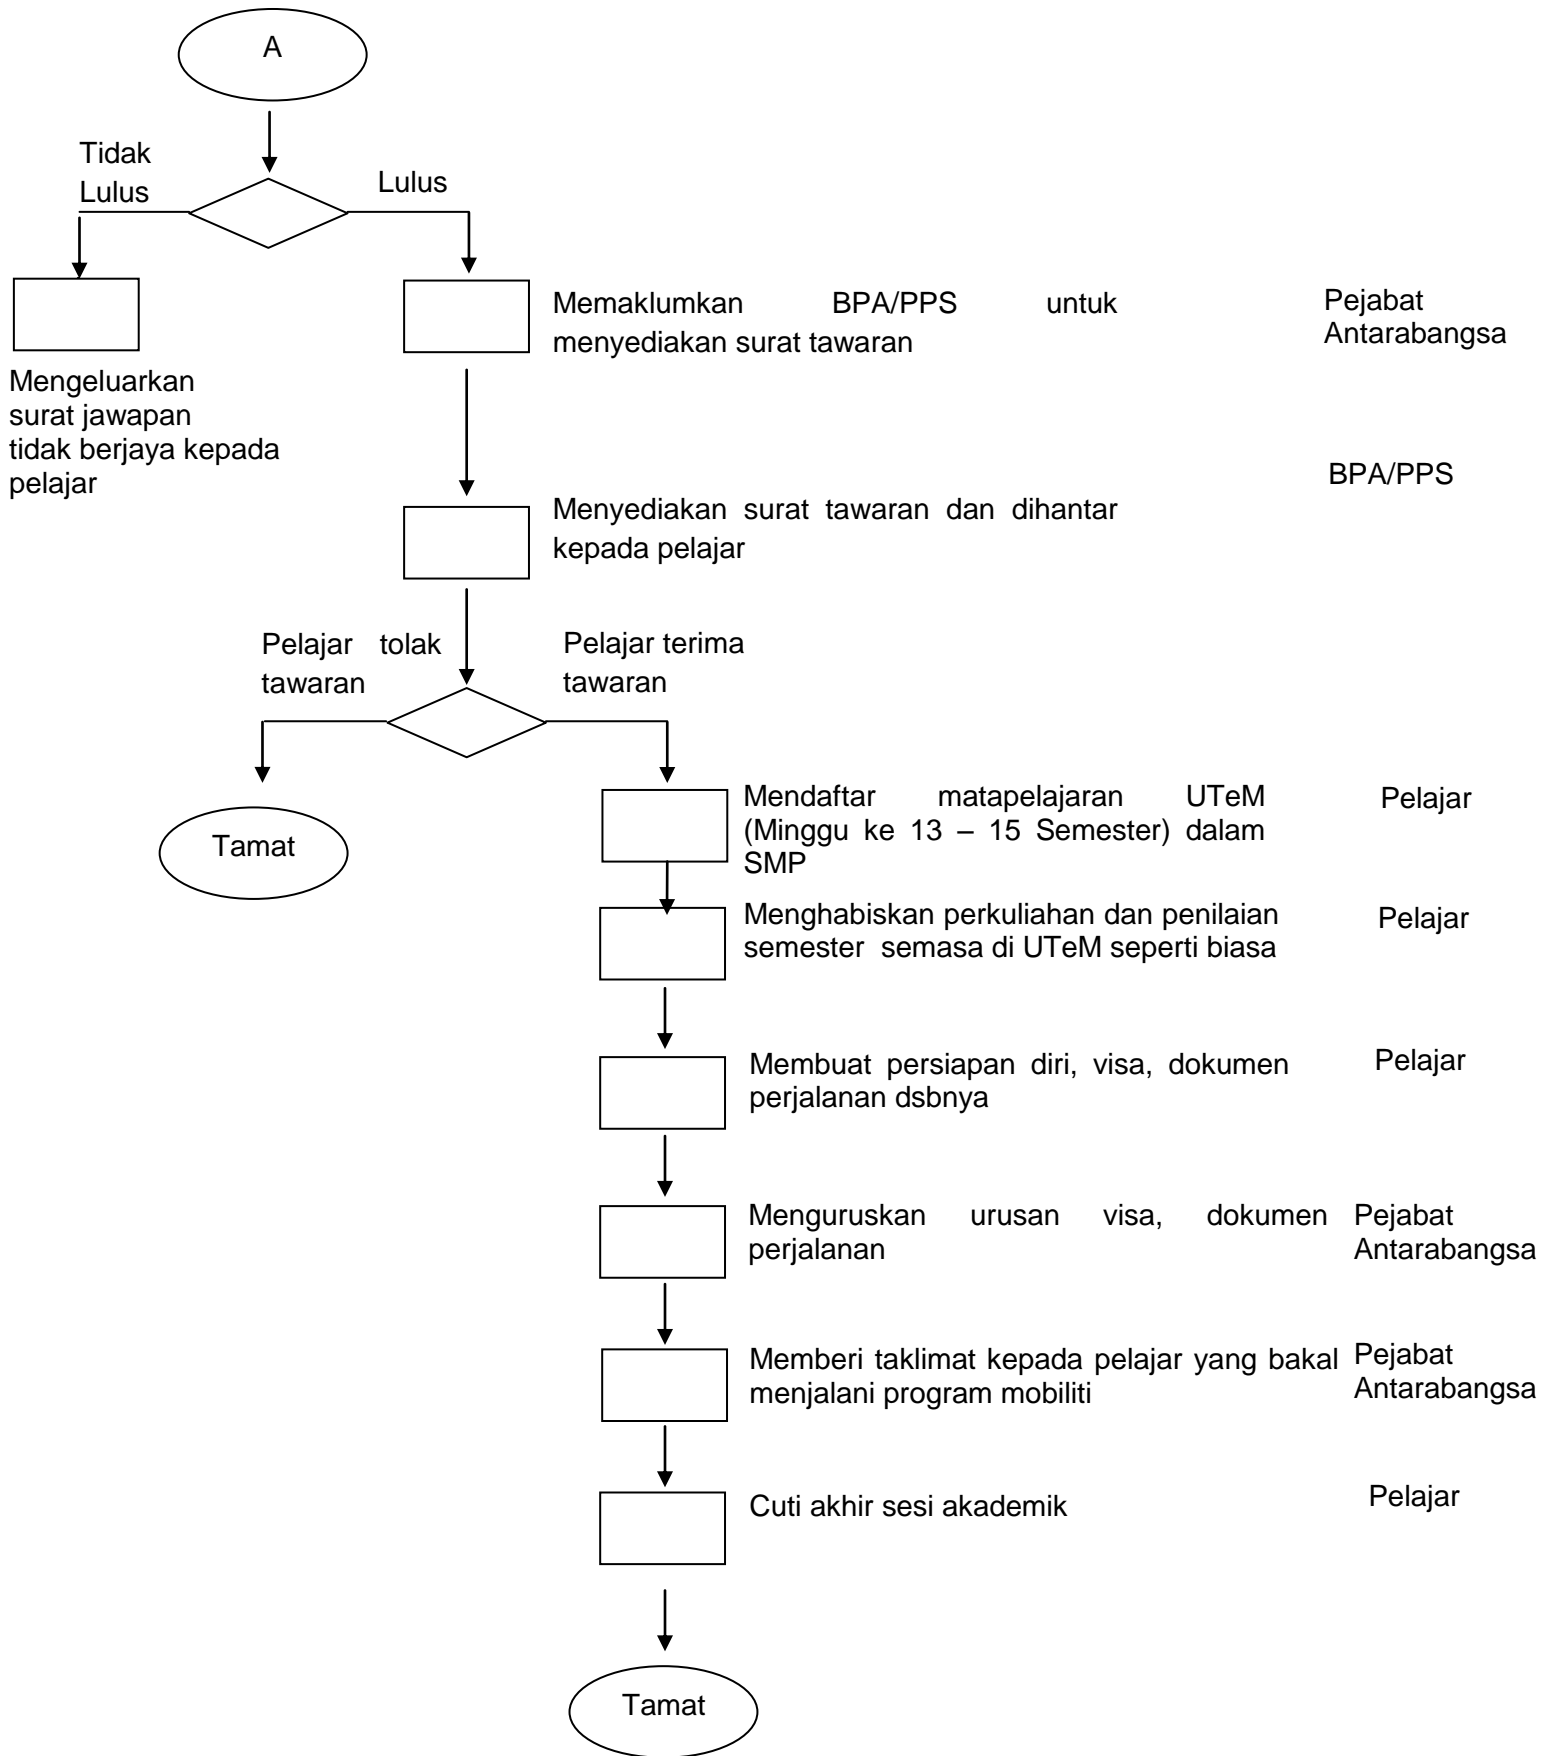 A
Tidak
Lulus
Lulus
Memaklumkan BPA/PPS untuk
menyediakan surat tawaran
Pejabat
Antarabangsa
Mengeluarkan
surat jawapan
tidak berjaya kepada
pelajar
BPA/PPS
Menyediakan surat tawaran dan dihantar
kepada pelajar
Pelajar tolak
tawaran
Pelajar terima
tawaran
Tamat
Mendaftar matapelajaran UTeM
(Minggu ke 13 – 15 Semester) dalam
SMP
Pelajar
Menghabiskan perkuliahan dan penilaian
semester semasa di UTeM seperti biasa
Pelajar
Membuat persiapan diri, visa, dokumen
perjalanan dsbnya
Pelajar
Menguruskan urusan visa, dokumen
perjalanan
Pejabat
Antarabangsa
Memberi taklimat kepada pelajar yang bakal
menjalani program mobiliti
Pejabat
Antarabangsa
Cuti akhir sesi akademik
Pelajar
Tamat